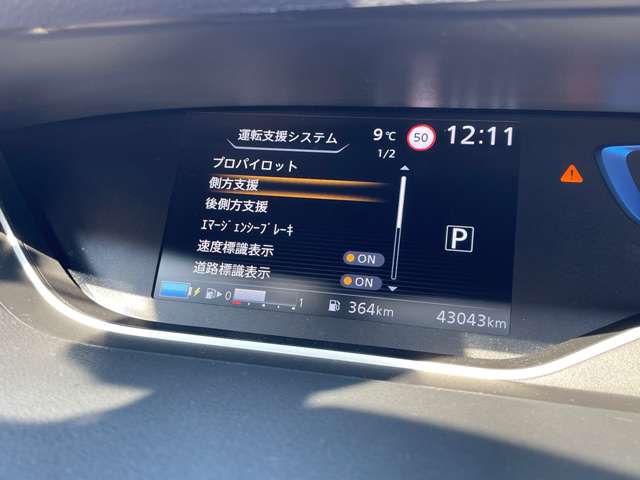 運転支援システム 9℃ 50 12:11
1/2
プロパイロット
側方支援
後側方支援
ｴﾏｰｼﾞｪﾝｼｰﾌﾞﾚｰｷ
速度標識表示 ON
P
道路標識表示 ON
0 1 364km 43043km